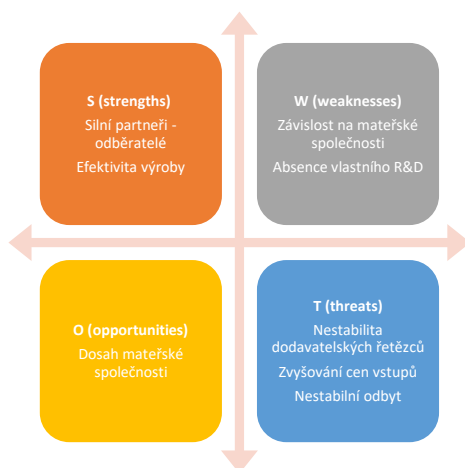 S (strengths)
Silní partneři -
odběratelé
Efektivita výroby
W (weaknesses)
Závislost na mateřské
společnosti
Absence vlastního R&D
O (opportunities)
Dosah mateřské
společnosti
T (threats)
Nestabilita
dodavatelských řetězců
Zvyšování cen vstupů
Nestabilní odbyt